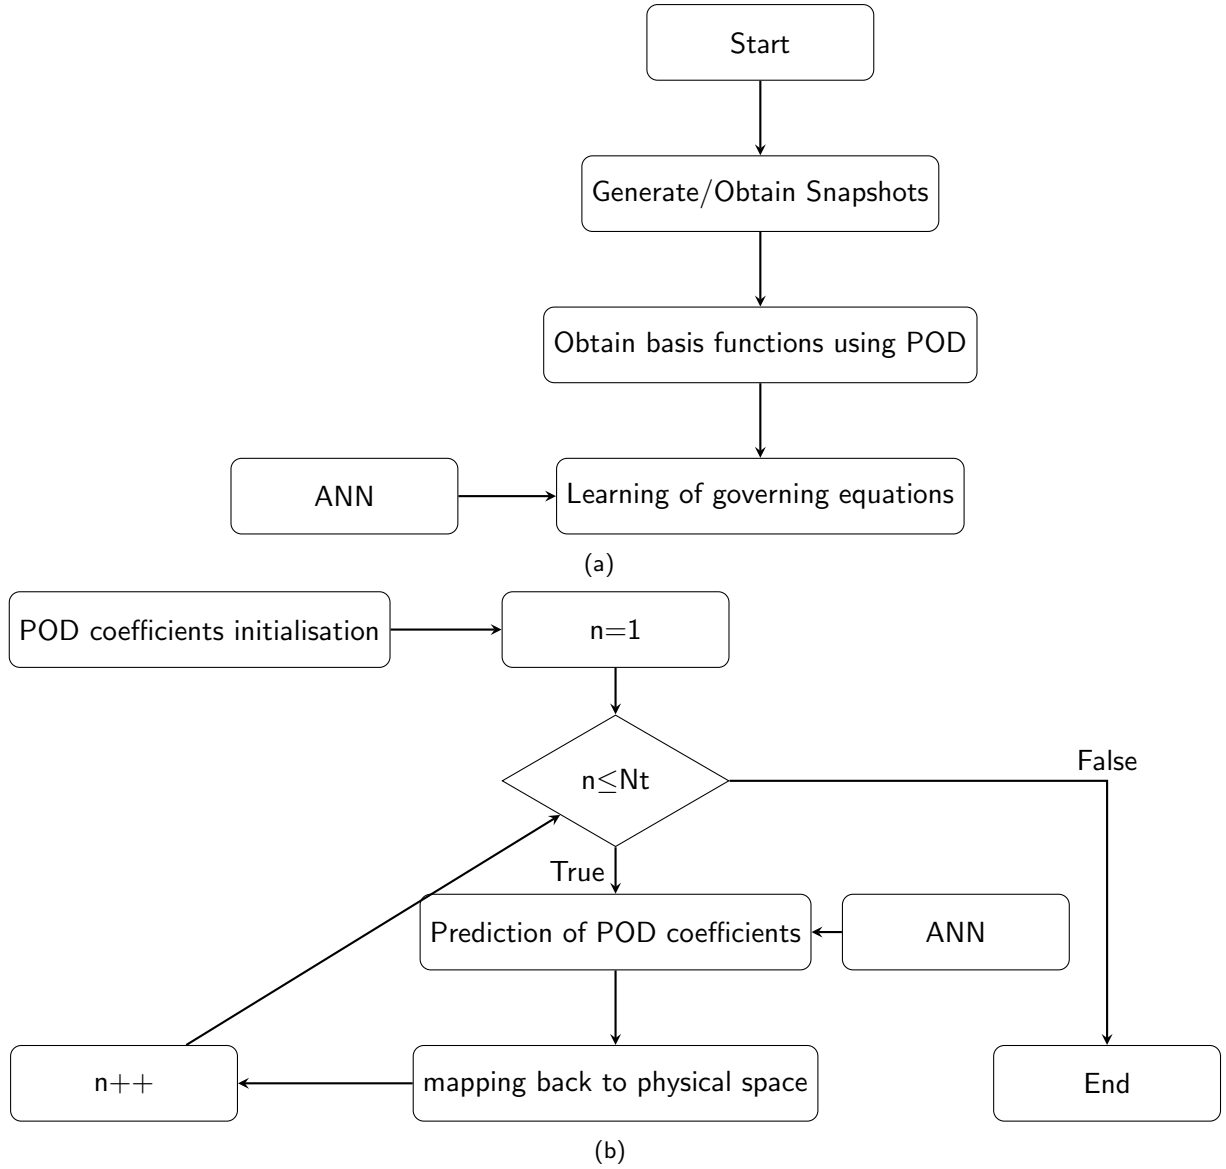 Start
Generate/Obtain Snapshots
Obtain basis functions using POD
ANN
Learning of governing equations
(a)
POD coefficients initialisation
n=1
n≤Nt
False
True
Prediction of POD coefficients
ANN
n++
mapping back to physical space
End
(b)